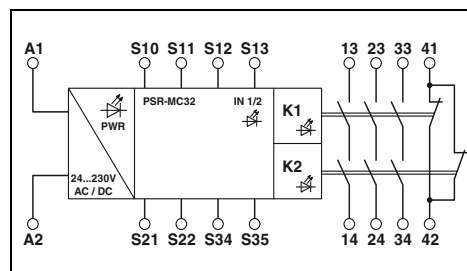 A1 S10 S11 S12 S13 13 23 33 41
PSR-MC32 IN 1/2
PWR
K1
K2
24...230V
AC / DC
A2 S21 S22 S34 S35 14 24 34 42